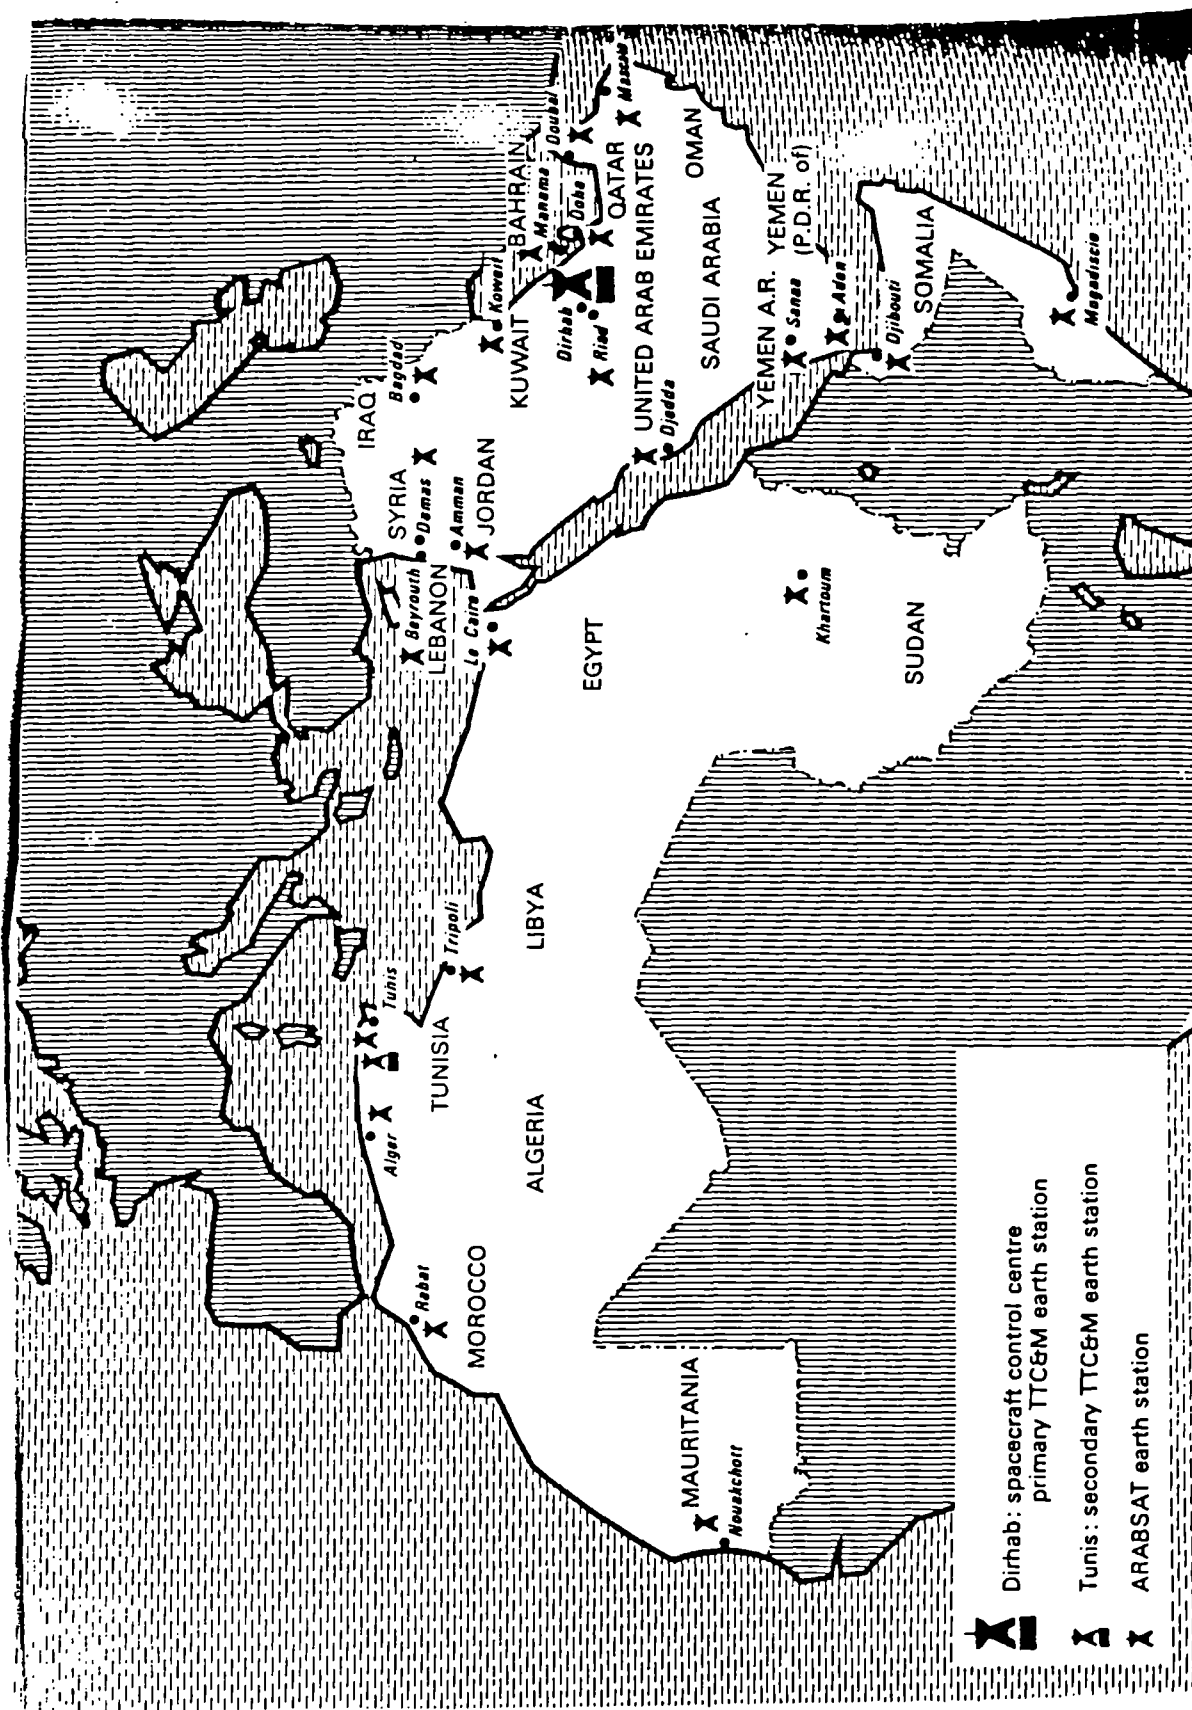 MOROCCO
Rabat
ALGERIA
Alger
TUNISIA
Tunis
LIBYA
Tripoli
EGYPT
Le Caire
LEBANON
Beyrouth
SYRIA
Damas
JORDAN
Amman
IRAQ
Bagdad
KUWAIT
Koweit
BAHRAIN
Manama
Doubai
Doha
QATAR
Mascate
Dirhab
Riad
UNITED ARAB EMIRATES
OMAN
SAUDI ARABIA
Djedda
YEMEN A.R.
Sanaa
YEMEN
(P.D.R. of)
Aden
Djibouti
SOMALIA
Mogadiscio
Khartoum
SUDAN
MAURITANIA
Nouakchott
Dirhab: spacecraft control centre
primary TTC&M earth station
Tunis: secondary TTC&M earth station
ARABSAT earth station